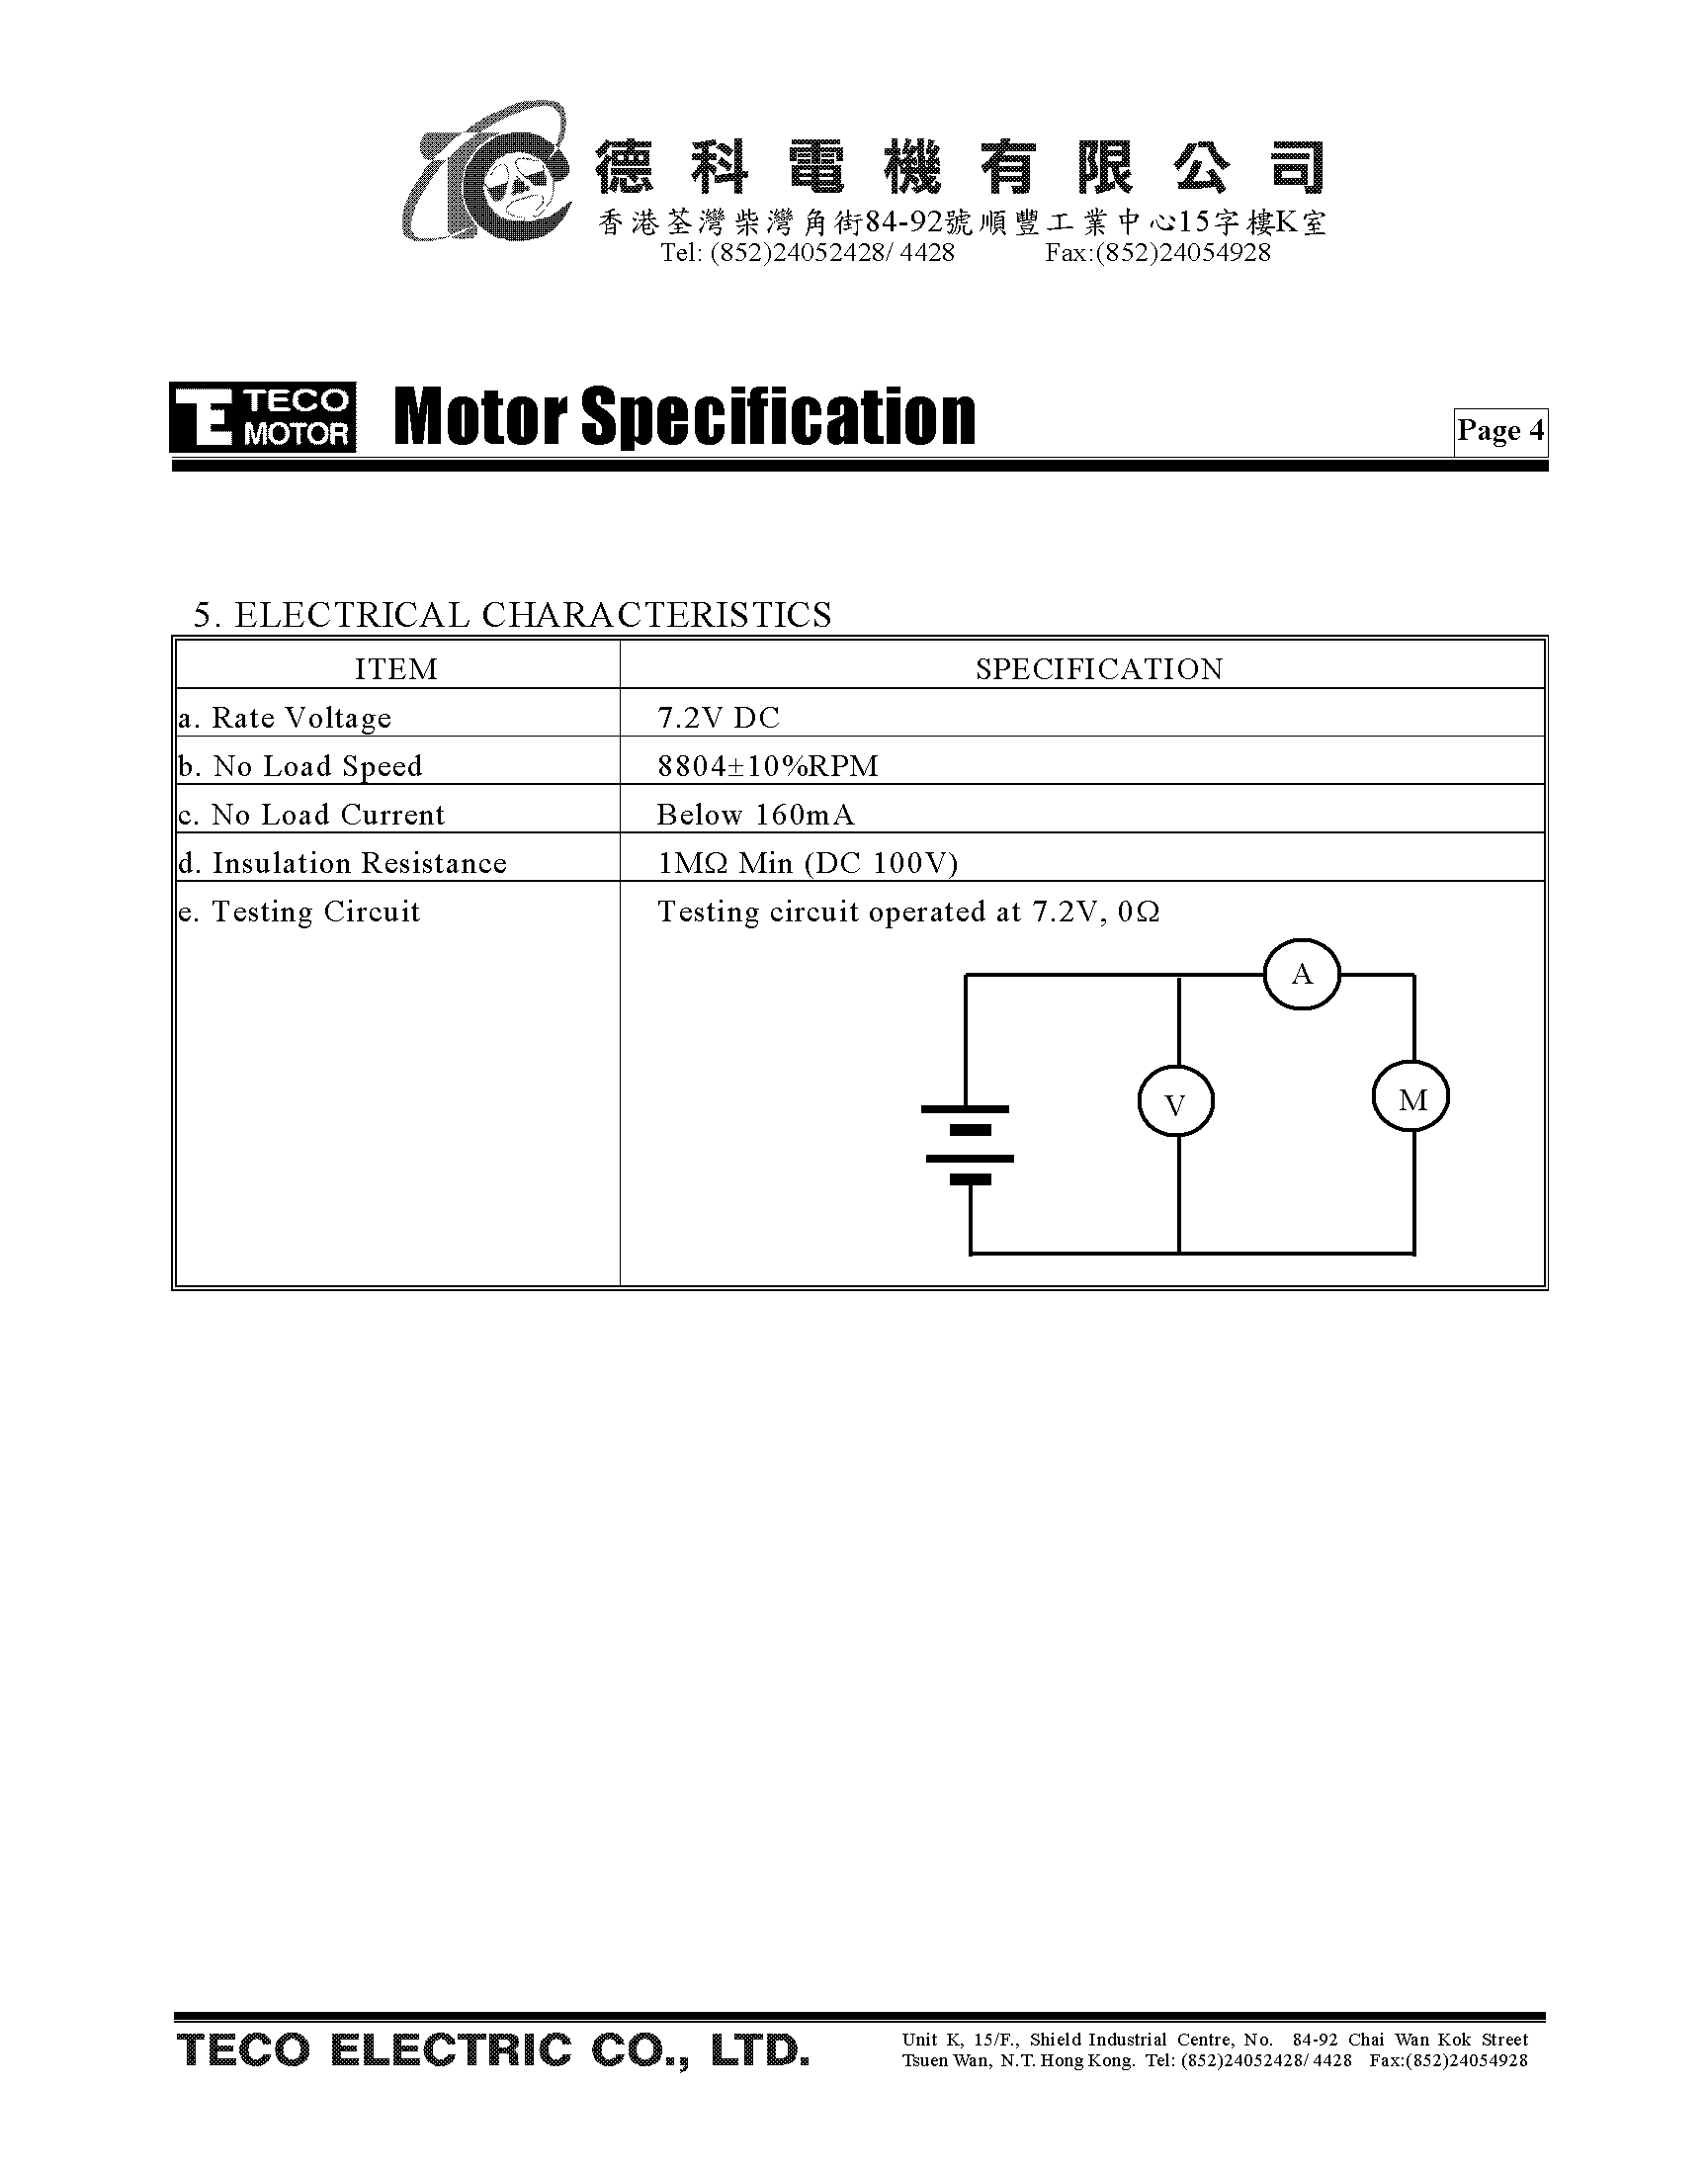 德科電機有限公司
香港荃灣柴灣角街84-92號順豐工業中心15字樓K室
Tel: (852)24052428/ 4428 Fax:(852)24054928
TE TECO MOTOR
Motor Specification
Page 4
5. ELECTRICAL CHARACTERISTICS
ITEM SPECIFICATION
a. Rate Voltage 7.2V DC
b. No Load Speed 8804±10%RPM
c. No Load Current Below 160mA
d. Insulation Resistance 1MΩ Min (DC 100V)
e. Testing Circuit Testing circuit operated at 7.2V, 0Ω
A
V
M
TECO ELECTRIC CO., LTD.
Unit K, 15/F., Shield Industrial Centre, No. 84-92 Chai Wan Kok Street
Tsuen Wan, N.T. Hong Kong. Tel: (852)24052428/ 4428 Fax:(852)24054928